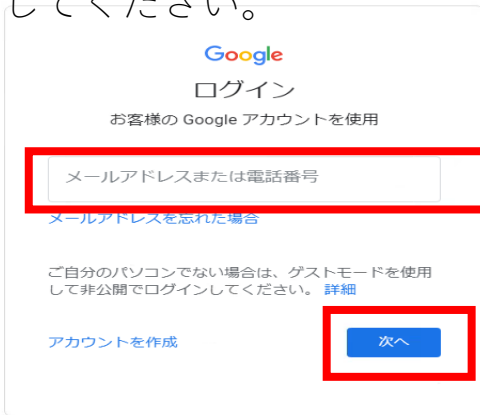 してください。
Google
ログイン
お客様の Google アカウントを使用
メールアドレスまたは電話番号
メールアドレスを忘れた場合
ご自分のパソコンでない場合は、ゲストモードを使用
して非公開でログインしてください。 詳細
アカウントを作成
次へ